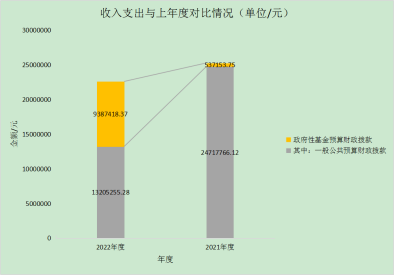 收入支出与上年度对比情况（单位/元）
30000000
25000000
20000000
15000000
10000000
5000000
0
金额/元
9387418.37
13205255.28
537153.75
24717766.12
2022年度
2021年度
年度
政府性基金预算财政拨款
其中：一般公共预算财政拨款